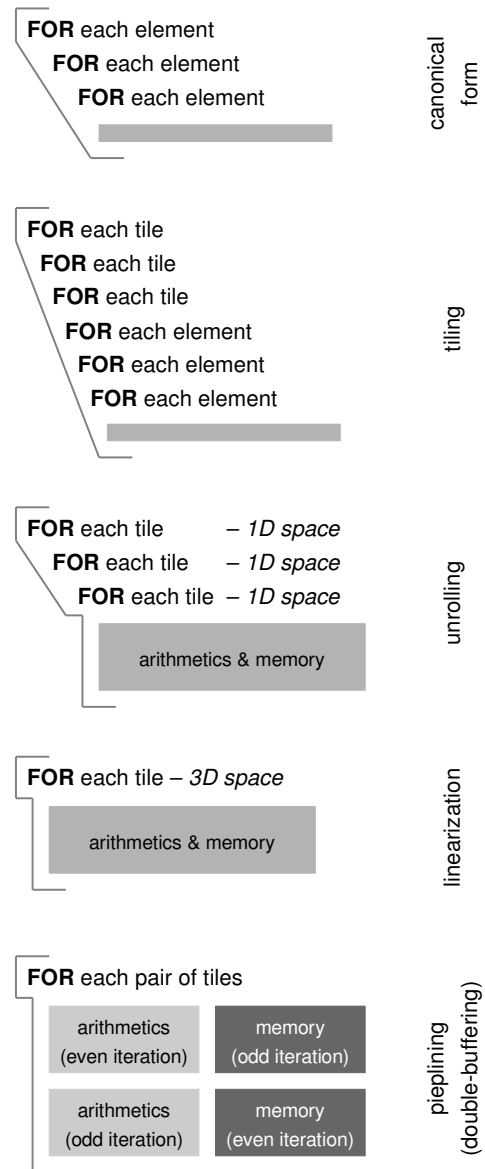 FOR each element
FOR each element
FOR each element
canonical
form
FOR each tile
FOR each tile
FOR each tile
FOR each element
FOR each element
FOR each element
tiling
FOR each tile – 1D space
FOR each tile – 1D space
FOR each tile – 1D space
arithmetics & memory
unrolling
FOR each tile – 3D space
arithmetics & memory
linearization
FOR each pair of tiles
arithmetics
(even iteration)
memory
(odd iteration)
arithmetics
(odd iteration)
memory
(even iteration)
pieplining
(double-buffering)